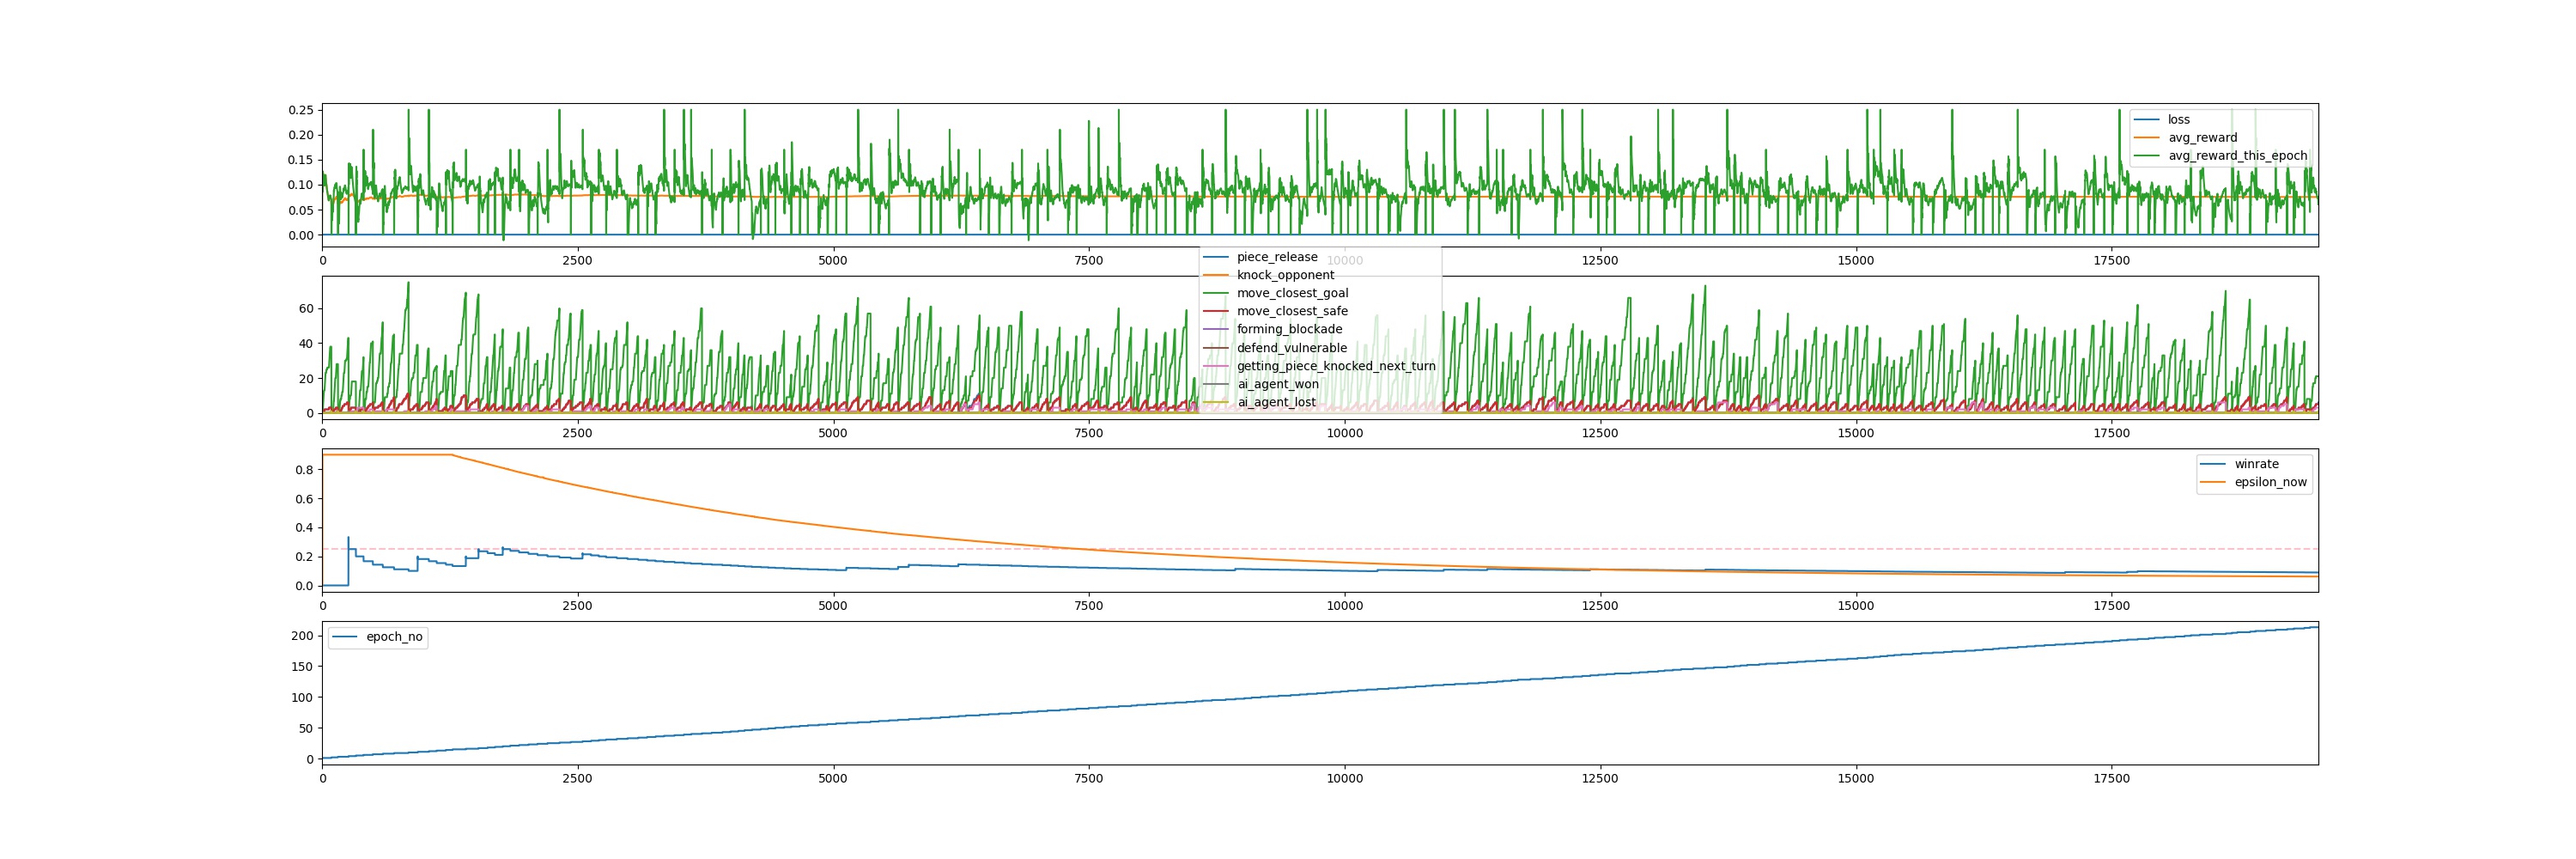 0.25
0.20
0.15
0.10
0.05
0.00
loss
avg_reward
avg_reward_this_epoch
0 2500 5000 7500 10000 12500 15000 17500
60
40
20
0
piece_release
knock_opponent
move_closest_goal
move_closest_safe
forming_blockade
defend_vulnerable
getting_piece_knocked_next_turn
ai_agent_won
ai_agent_lost
0 2500 5000 7500 10000 12500 15000 17500
0.8
0.6
0.4
0.2
0.0
winrate
epsilon_now
0 2500 5000 7500 10000 12500 15000 17500
200
150
100
50
0
epoch_no
0 2500 5000 7500 10000 12500 15000 17500